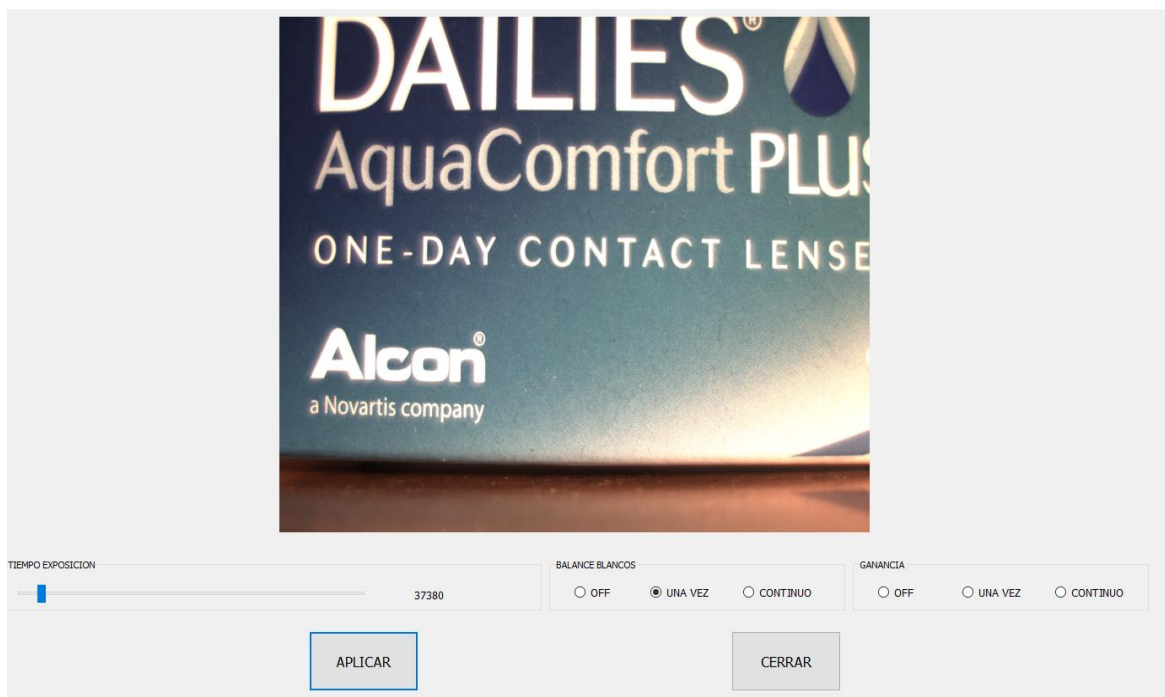 DAILIES®
AquaComfort PLUS
ONE-DAY CONTACT LENSE
Alcon®
a Novartis company
TIEMPO EXPOSICION
37380
BALANCE BLANCOS
OFF UNA VEZ CONTINUO
GANANCIA
OFF UNA VEZ CONTINUO
APLICAR
CERRAR